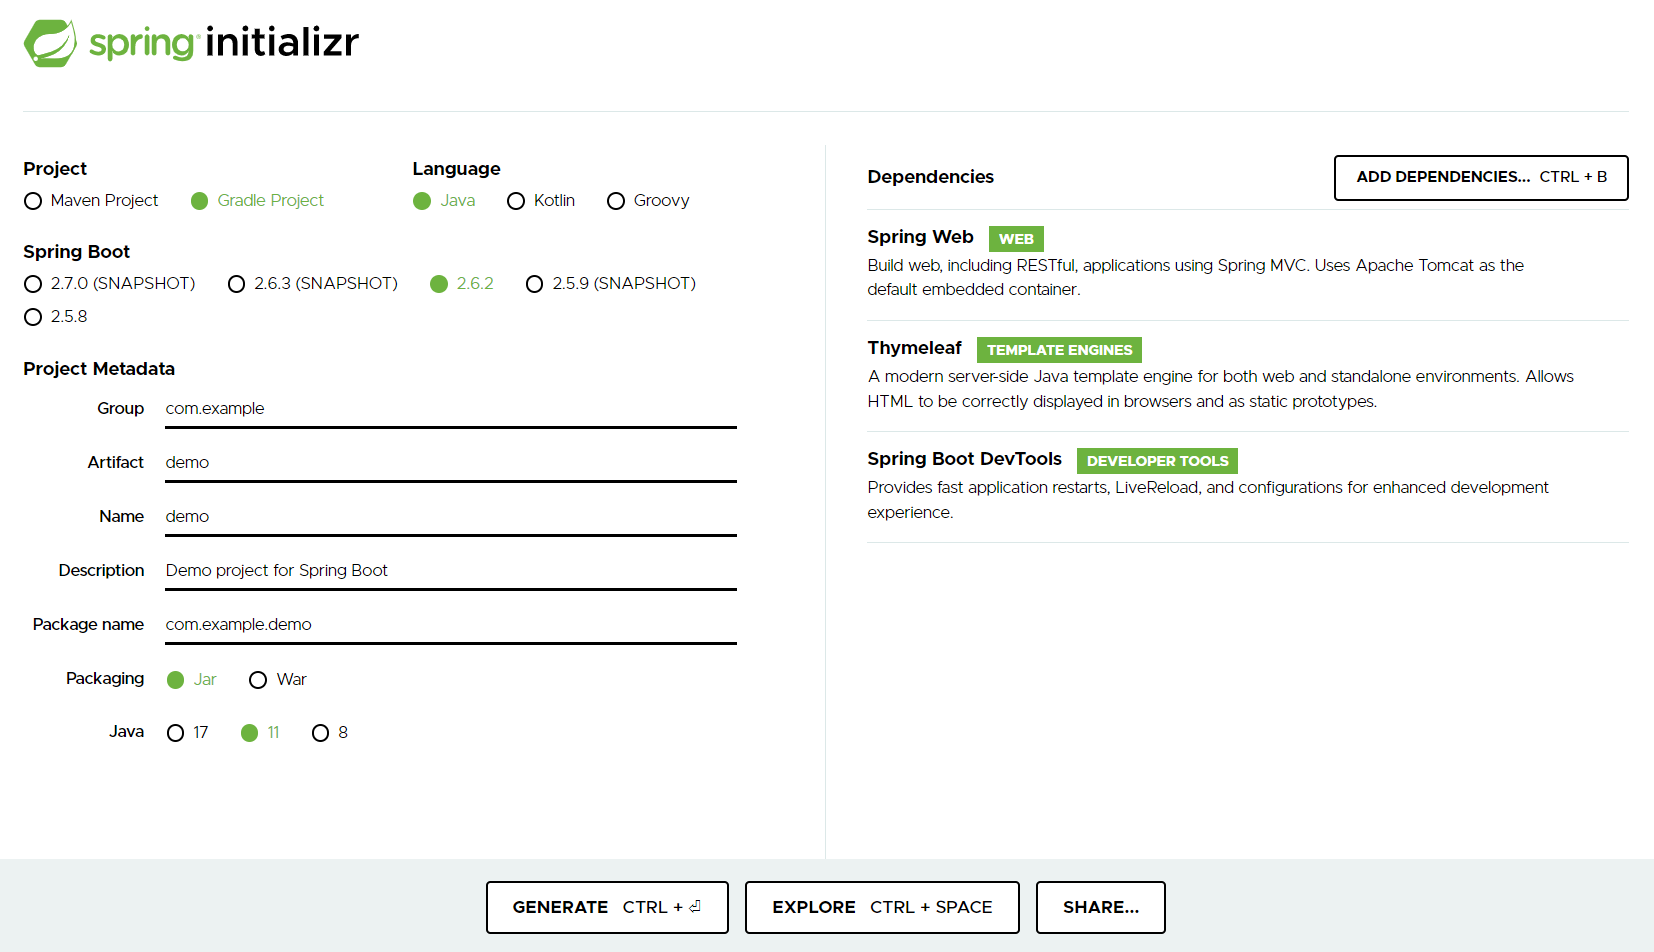 spring initializr
Project
Maven Project Gradle Project
Language
Java Kotlin Groovy
Spring Boot
2.7.0 (SNAPSHOT) 2.6.3 (SNAPSHOT) 2.6.2 2.5.9 (SNAPSHOT)
2.5.8
Project Metadata
Group com.example
Artifact demo
Name demo
Description Demo project for Spring Boot
Package name com.example.demo
Packaging Jar War
Java 17 11 8
Dependencies
ADD DEPENDENCIES... CTRL + B
Spring Web WEB
Build web, including RESTful, applications using Spring MVC. Uses Apache Tomcat as the
default embedded container.
Thymeleaf TEMPLATE ENGINES
A modern server-side Java template engine for both web and standalone environments. Allows
HTML to be correctly displayed in browsers and as static prototypes.
Spring Boot DevTools DEVELOPER TOOLS
Provides fast application restarts, LiveReload, and configurations for enhanced development
experience.
GENERATE CTRL + ⏎
EXPLORE CTRL + SPACE
SHARE...